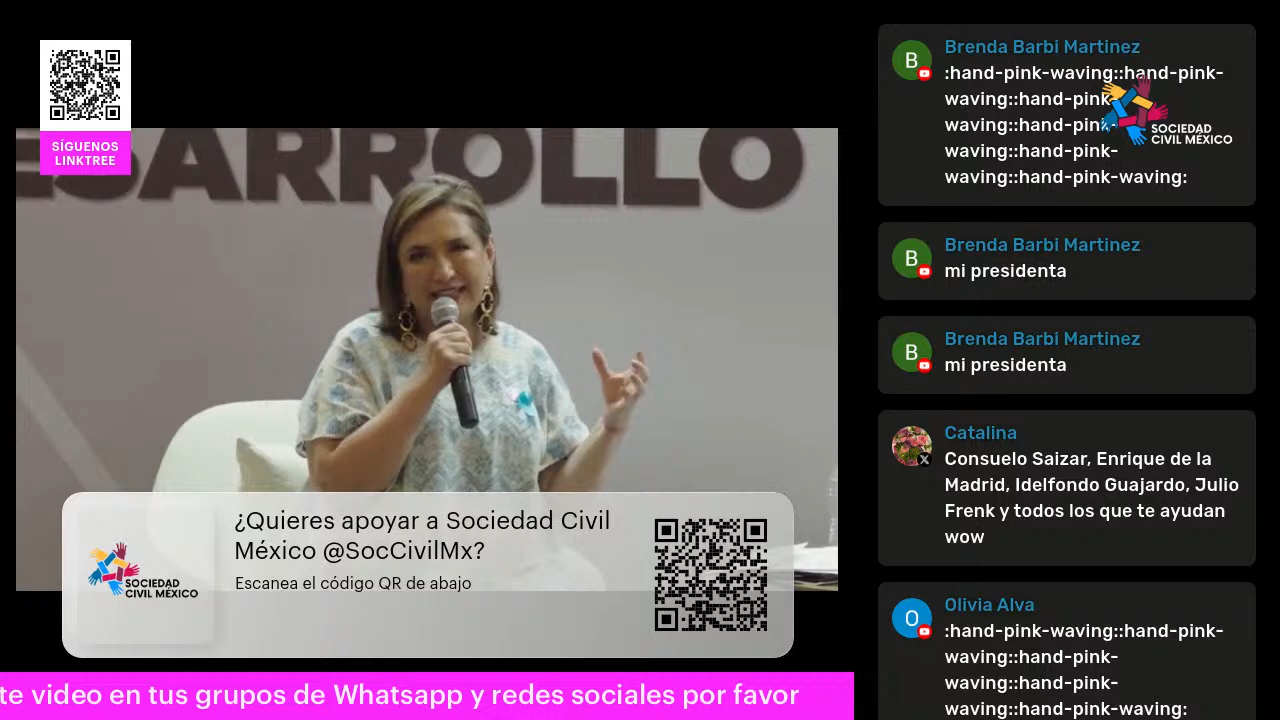 SÍGUENOS
LINKTREE
ESARROLLO
¿Quieres apoyar a Sociedad Civil
México @SocCivilMx?
Escanea el código QR de abajo
SOCIEDAD
CIVIL MÉXICO
te video en tus grupos de Whatsapp y redes sociales por favor
Brenda Barbi Martinez
:hand-pink-waving::hand-pink-
waving::hand-pink-
waving::hand-pink-
waving::hand-pink-
waving::hand-pink-waving:
SOCIEDAD
CIVIL MÉXICO
B
Brenda Barbi Martinez
mi presidenta
B
Brenda Barbi Martinez
mi presidenta
B
Catalina
Consuelo Saizar, Enrique de la
Madrid, Idelfondo Guajardo, Julio
Frenk y todos los que te ayudan
wow
Olivia Alva
:hand-pink-waving::hand-pink-
waving::hand-pink-
waving::hand-pink-
waving::hand-pink-waving:
O